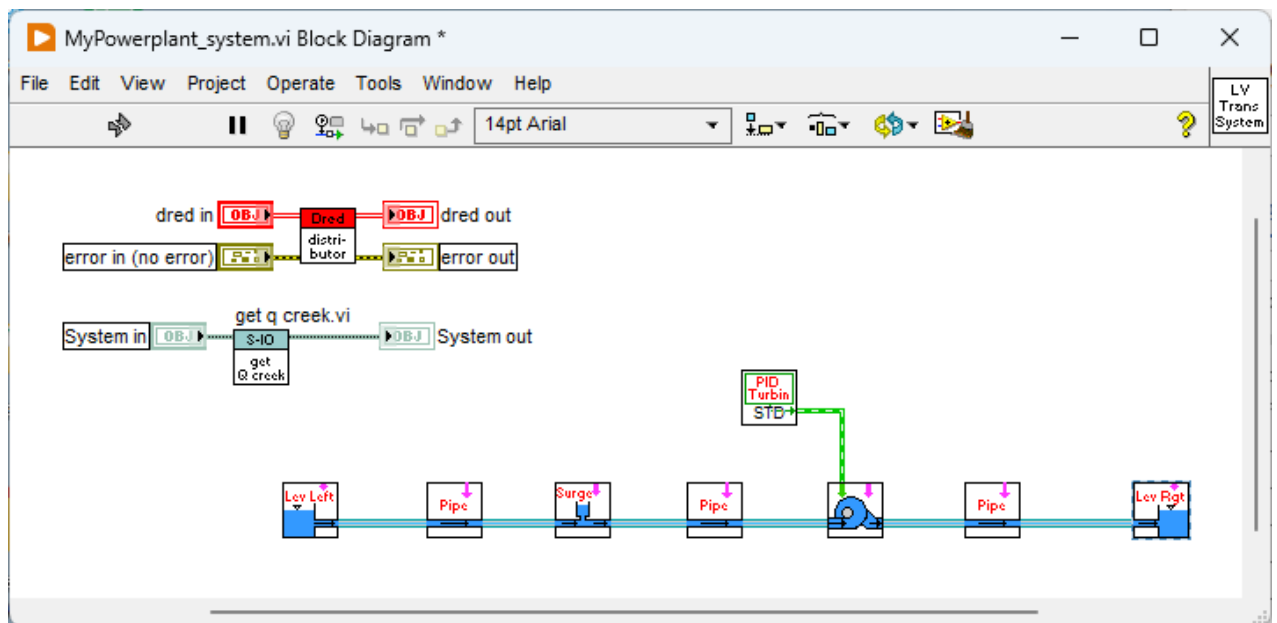 MyPowerplant_system.vi Block Diagram *
File Edit View Project Operate Tools Window Help
LV
Trans
System
14pt Arial
dred in OBJ Dred OBJ dred out
distri-
butor
error in (no error) error out
get q creek.vi
System in OBJ S-IO OBJ System out
get
Q creek
PID
Turbin
STD
Lev Left Pipe Surge Pipe Pipe Lev Rgt